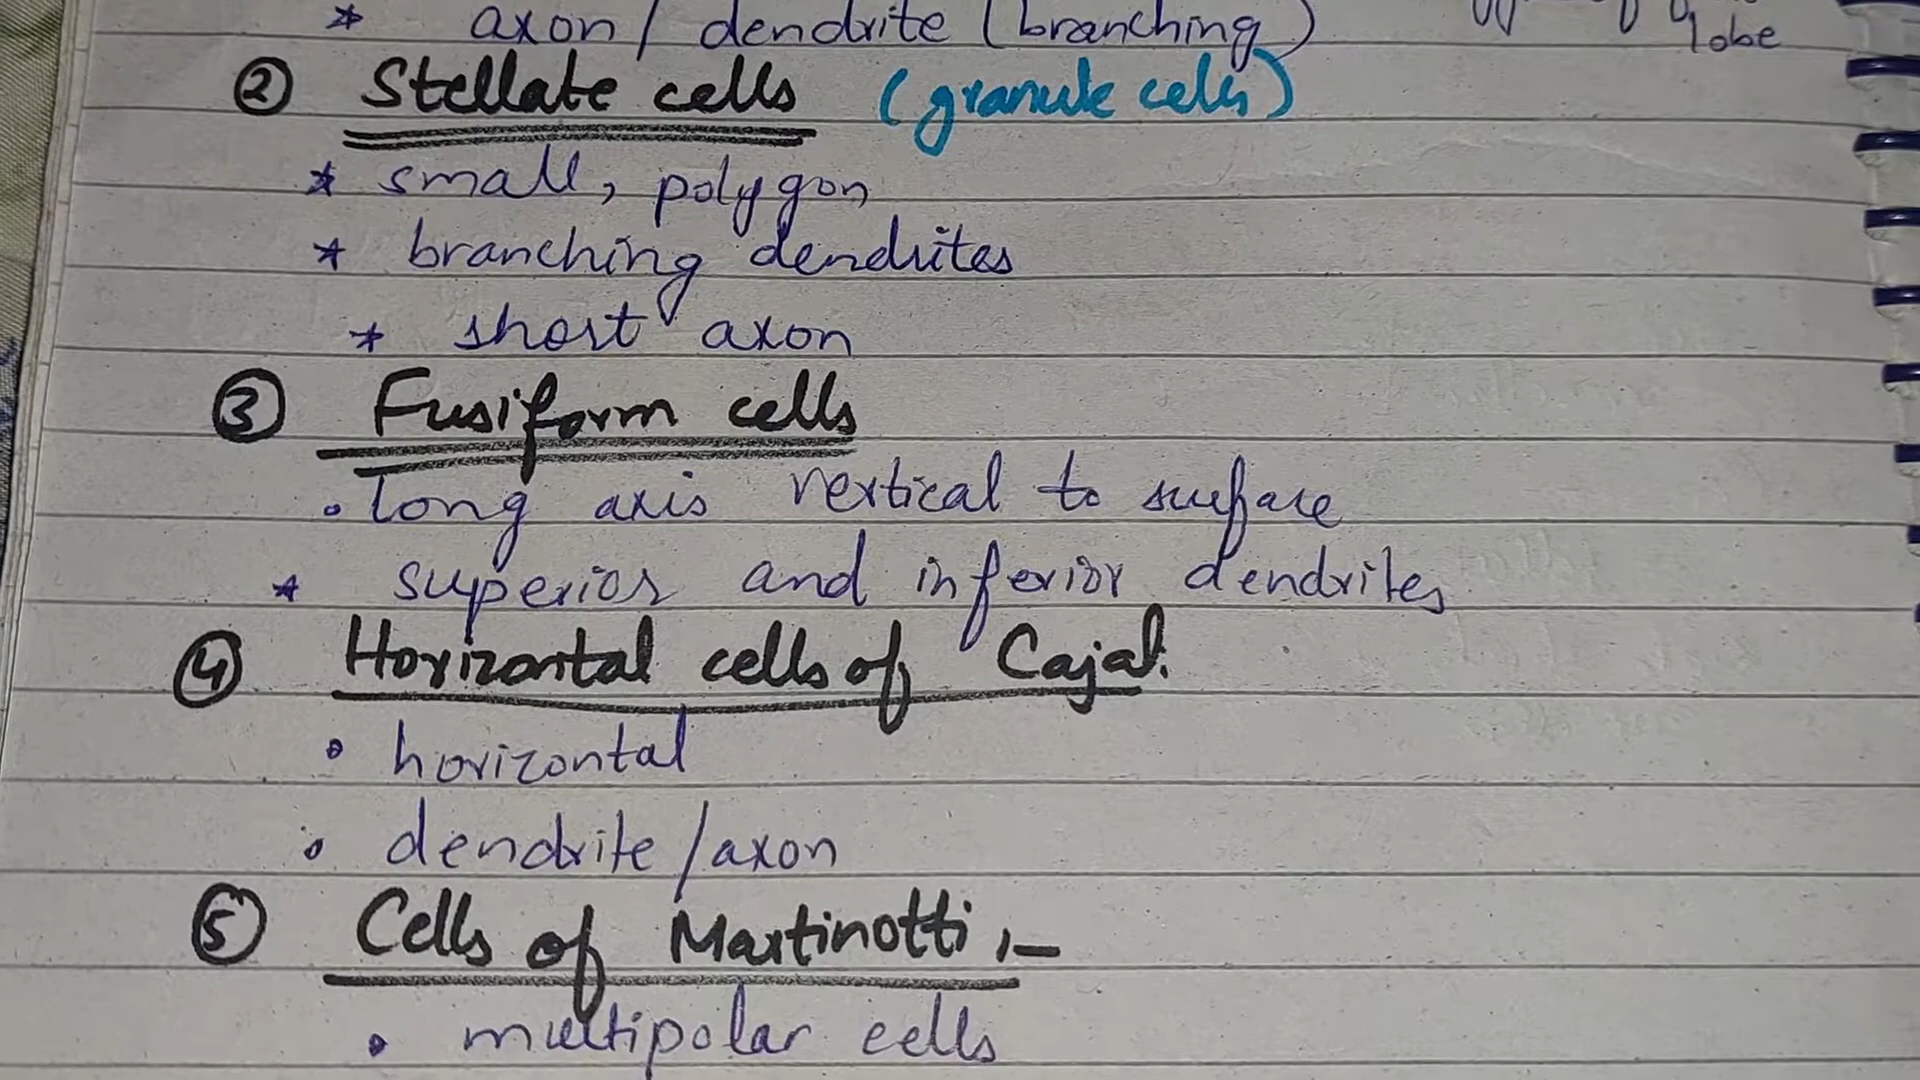 * axon / dendrite (branching)
lobe
② Stellate cells (granule cells)
* small, polygon
* branching dendrites
* short axon
③ Fusiform cells
• long axis vertical to surface
* superior and inferior dendrites
④ Horizontal cells of Cajal:
• horizontal
• dendrite / axon
⑤ Cells of Martinotti :-
• multipolar cells